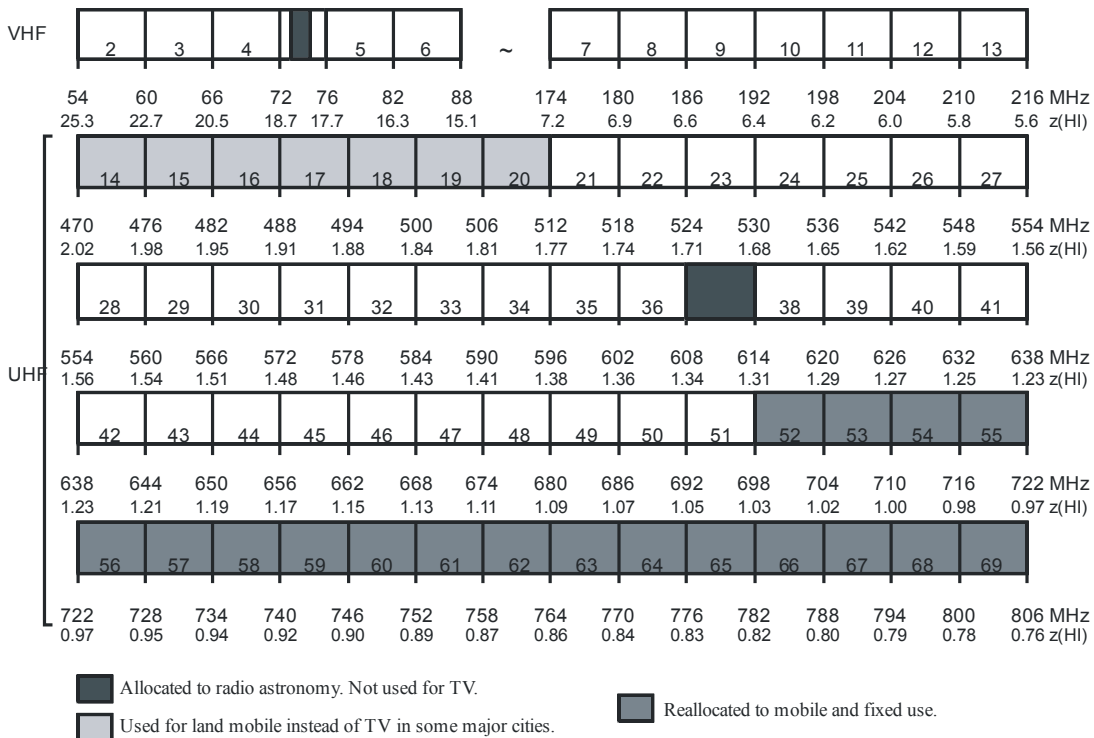 VHF
2 3 4 5 6 ~ 7 8 9 10 11 12 13
54 60 66 72 76 82 88 174 180 186 192 198 204 210 216 MHz
25.3 22.7 20.5 18.7 17.7 16.3 15.1 7.2 6.9 6.6 6.4 6.2 6.0 5.8 5.6 z(HI)
14 15 16 17 18 19 20 21 22 23 24 25 26 27
470 476 482 488 494 500 506 512 518 524 530 536 542 548 554 MHz
2.02 1.98 1.95 1.91 1.88 1.84 1.81 1.77 1.74 1.71 1.68 1.65 1.62 1.59 1.56 z(HI)
28 29 30 31 32 33 34 35 36 38 39 40 41
554 560 566 572 578 584 590 596 602 608 614 620 626 632 638 MHz
UHF
1.56 1.54 1.51 1.48 1.46 1.43 1.41 1.38 1.36 1.34 1.31 1.29 1.27 1.25 1.23 z(HI)
42 43 44 45 46 47 48 49 50 51 52 53 54 55
638 644 650 656 662 668 674 680 686 692 698 704 710 716 722 MHz
1.23 1.21 1.19 1.17 1.15 1.13 1.11 1.09 1.07 1.05 1.03 1.02 1.00 0.98 0.97 z(HI)
56 57 58 59 60 61 62 63 64 65 66 67 68 69
722 728 734 740 746 752 758 764 770 776 782 788 794 800 806 MHz
0.97 0.95 0.94 0.92 0.90 0.89 0.87 0.86 0.84 0.83 0.82 0.80 0.79 0.78 0.76 z(HI)
Allocated to radio astronomy. Not used for TV.
Used for land mobile instead of TV in some major cities.
Reallocated to mobile and fixed use.